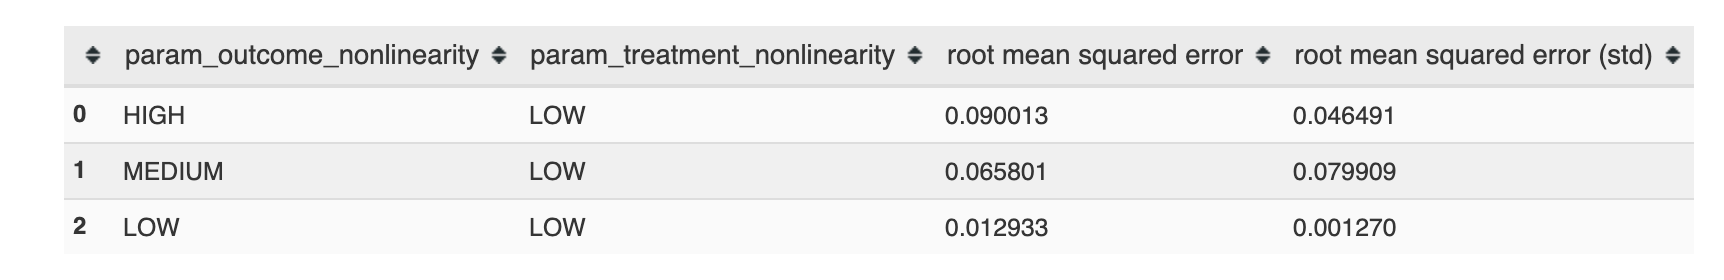 param_outcome_nonlinearity param_treatment_nonlinearity root mean squared error root mean squared error (std)
0 HIGH LOW 0.090013 0.046491
1 MEDIUM LOW 0.065801 0.079909
2 LOW LOW 0.012933 0.001270